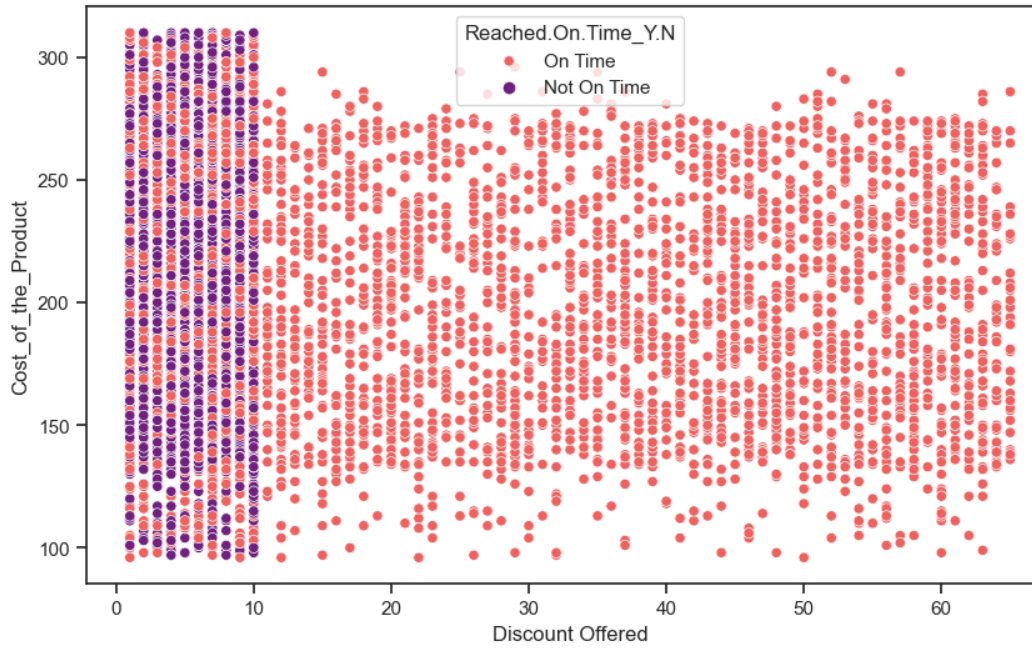 Reached.On.Time_Y.N
On Time
Not On Time
300
250
200
150
100
Cost_of_the_Product
0 10 20 30 40 50 60
Discount Offered